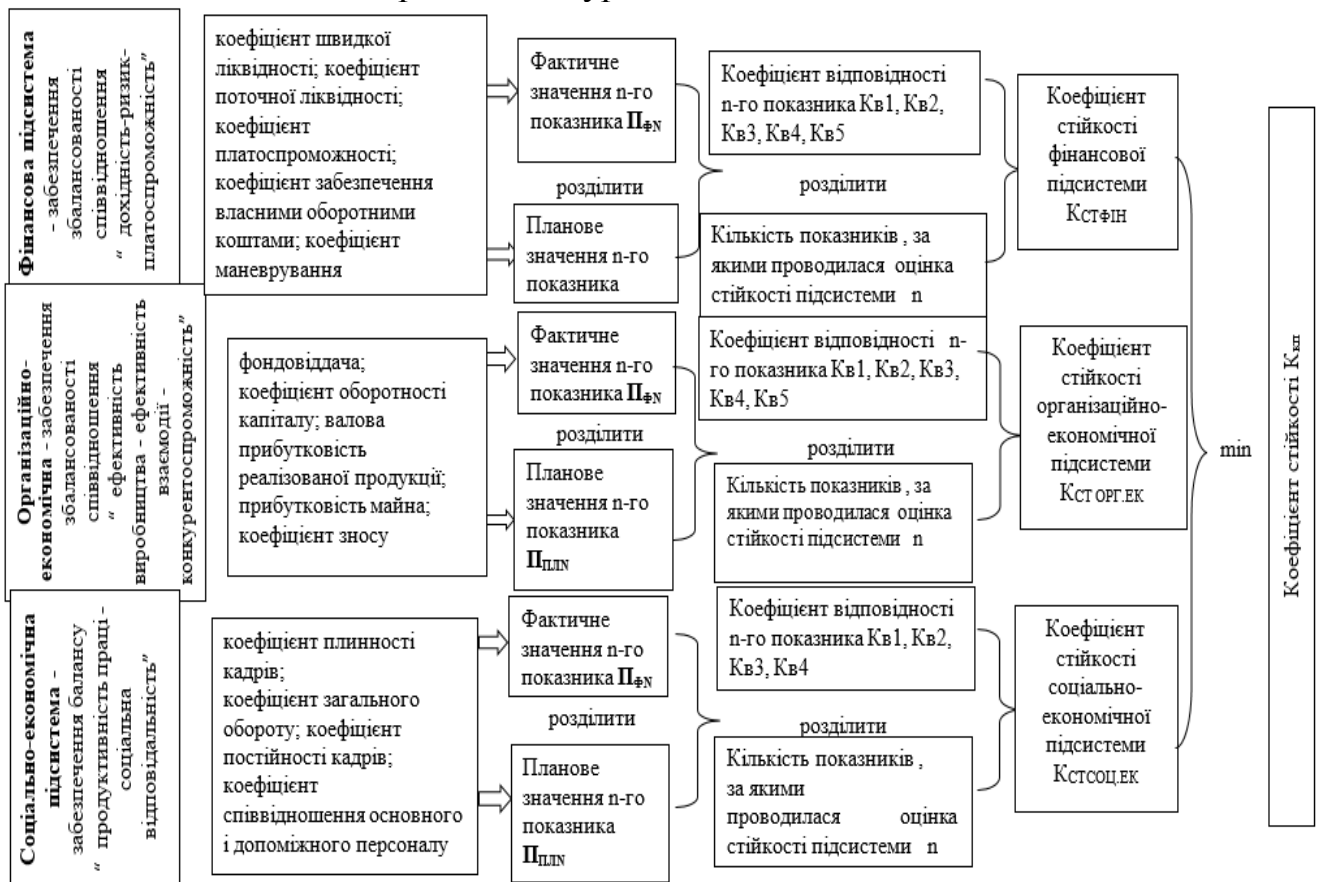 Фінансова підсистема
– забезпечення
збалансованості
співвідношення
“ дохідність-ризик-
платоспроможність”
коефіцієнт швидкої
ліквідності; коефіцієнт
поточної ліквідності;
коефіцієнт
платоспроможності;
коефіцієнт забезпечення
власними оборотними
коштами; коефіцієнт
маневрування
Фактичне
значення n-го
показника ПФN
розділити
Планове
значення n-го
показника
Коефіцієнт відповідності
n-го показника Кв1, Кв2,
Кв3, Кв4, Кв5
розділити
Кількість показників , за
якими проводилася оцінка
стійкості підсистеми n
Коефіцієнт
стійкості
фінансової
підсистеми
КСТФІН
Організаційно-
економічна - забезпечення
збалансованості
співвідношення
“ ефективність
виробництва - ефективність
взаємодії -
конкурентоспроможність”
фондовіддача;
коефіцієнт оборотності
капіталу; валова
прибутковість
реалізованої продукції;
прибутковість майна;
коефіцієнт зносу
Фактичне
значення n-го
показника ПФN
розділити
Планове
значення n-го
показника
ППЛN
Коефіцієнт відповідності n-
го показника Кв1, Кв2, Кв3,
Кв4, Кв5
розділити
Кількість показників , за
якими проводилася оцінка
стійкості підсистеми n
Коефіцієнт
стійкості
організаційно-
економічної
підсистеми
КСТ ОРГ.ЕК
Соціально-економічна
підсистема –
забезпечення балансу
“ продуктивність праці -
соціальна
відповідальність”
коефіцієнт плинності
кадрів;
коефіцієнт загального
обороту; коефіцієнт
постійності кадрів;
коефіцієнт
співвідношення основного
і допоміжного персоналу
Фактичне
значення n-го
показника ПФN
розділити
Планове
значення n-го
показника
ППЛN
Коефіцієнт відповідності
n-го показника Кв1, Кв2,
Кв3, Кв4
розділити
Кількість показників ,
за якими
проводилася оцінка
стійкості підсистеми n
Коефіцієнт
стійкості
соціально-
економічної
підсистеми
КСТСОЦ.ЕК
min
Коефіцієнт стійкості Ккп